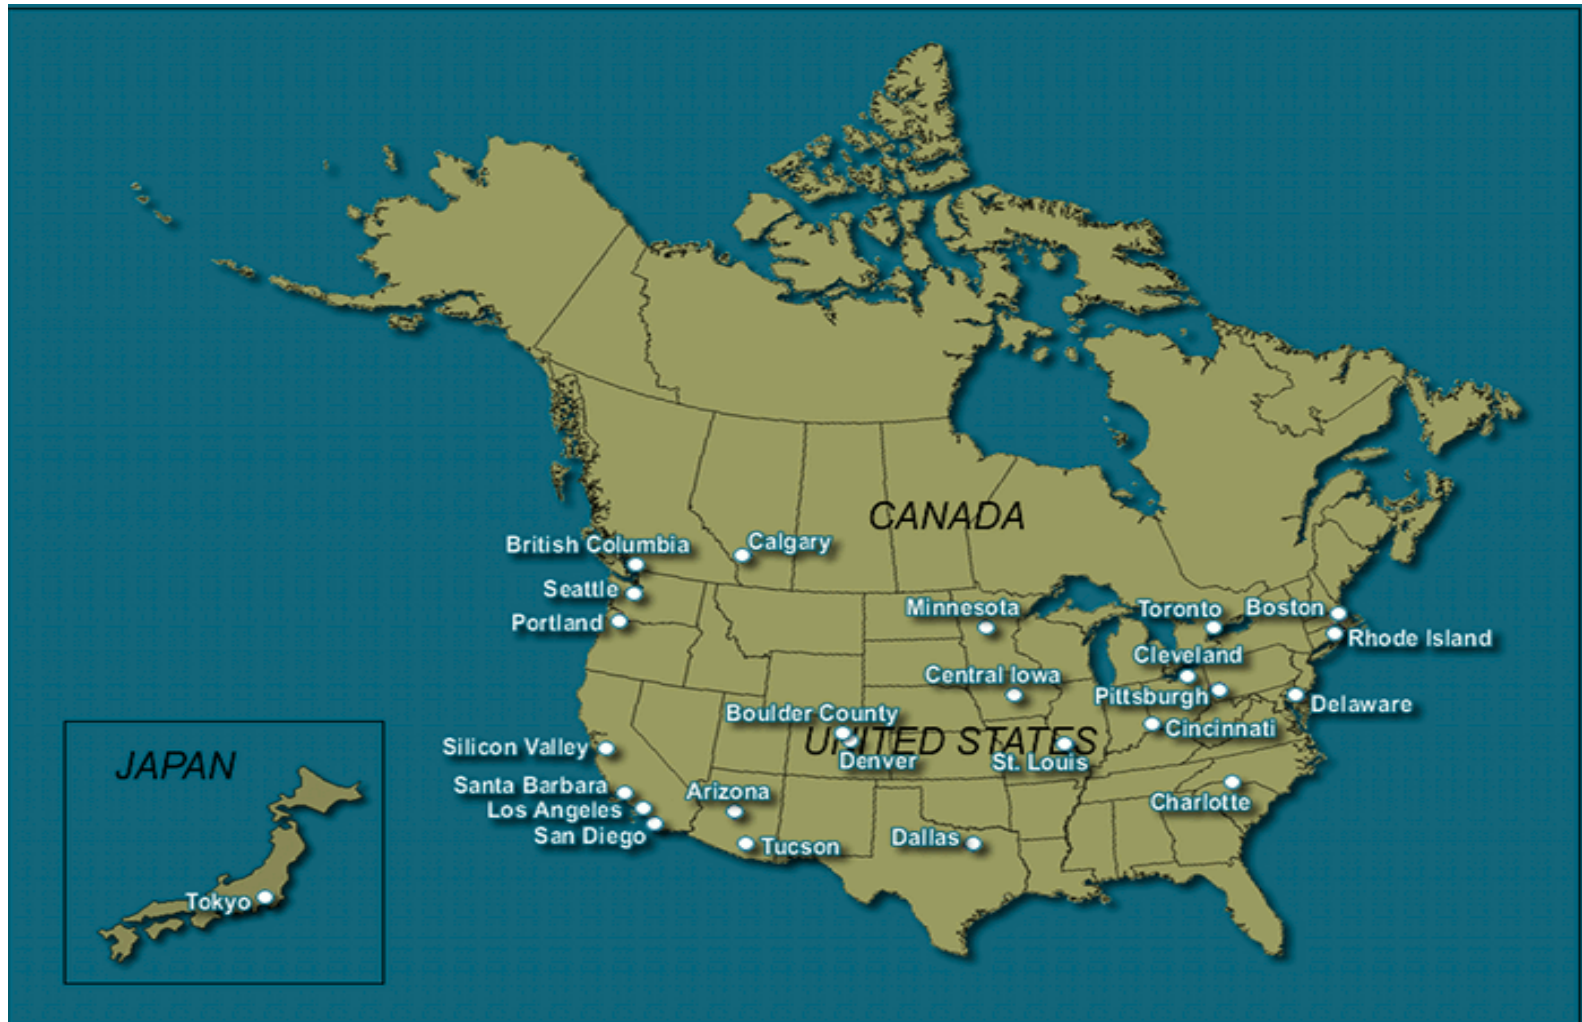 CANADA
British Columbia
Calgary
Seattle
Portland
Minnesota
Toronto
Boston
Rhode Island
Cleveland
Central Iowa
Pittsburgh
Delaware
Boulder County
Cincinnati
UNITED STATES
Silicon Valley
Denver
St. Louis
JAPAN
Santa Barbara
Arizona
Los Angeles
Charlotte
San Diego
Tucson
Dallas
Tokyo